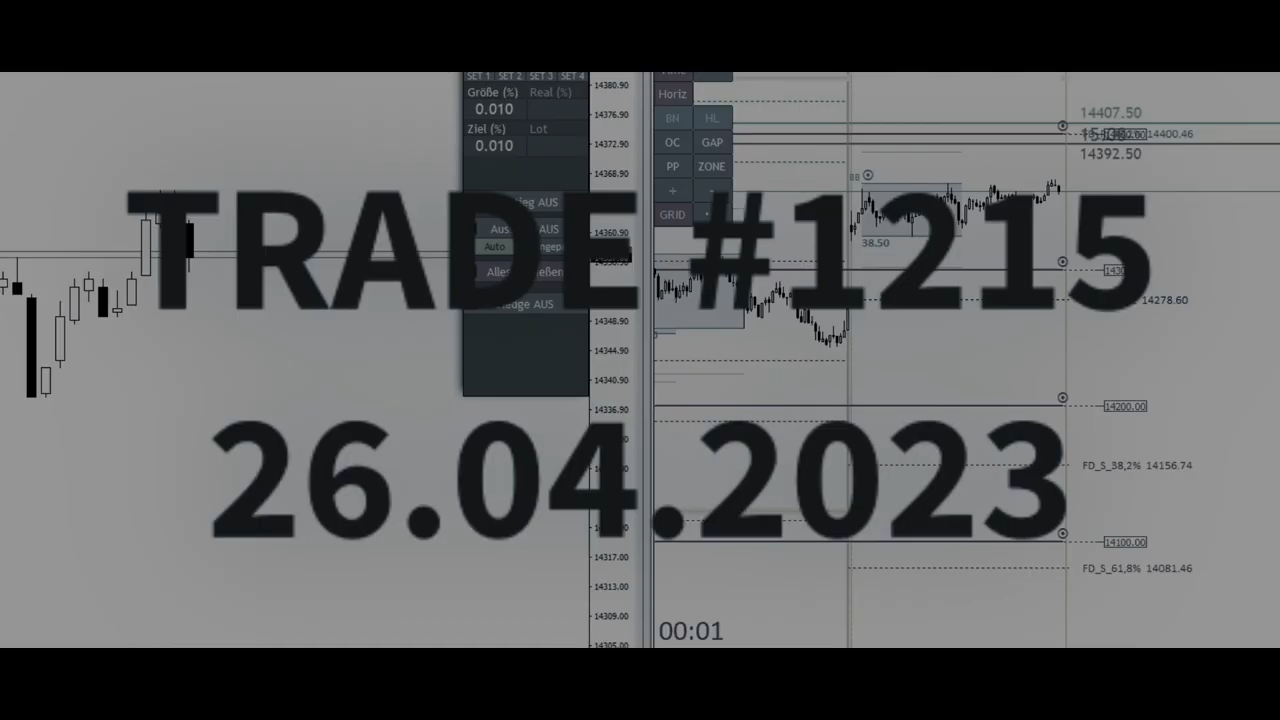 TRADE #1215
26.04.2023
SET 1 SET 2 SET 3 SET 4
Größe (%) Real (%)
0.010
Ziel (%) Lot
0.010
AUS
AUS
Auto
Alles
AUS
14380.90
14376.90
14372.90
14368.90
14360.90
14348.90
14344.90
14340.90
14336.90
14317.00
14313.00
14309.00
14305.00
Horiz
BN HL
OC GAP
PP ZONE
+ -
GRID
00:01
BB
38.50
14407.50
14400.46
14392.50
14278.60
14200.00
FD_S_38,2% 14156.74
14100.00
FD_S_61,8% 14081.46